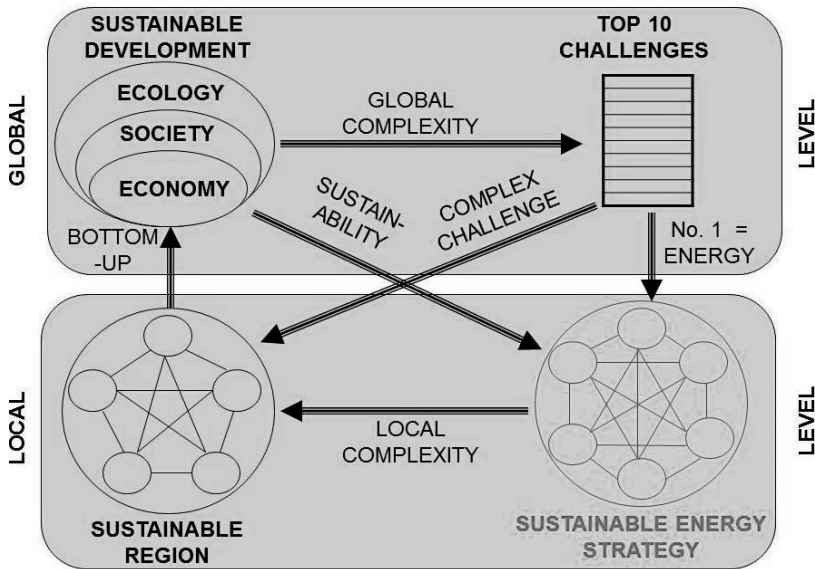 SUSTAINABLE
DEVELOPMENT
TOP 10
CHALLENGES
ECOLOGY
SOCIETY
ECONOMY
GLOBAL
COMPLEXITY
GLOBAL
LEVEL
SUSTAIN-
ABILITY
COMPLEX
CHALLENGE
BOTTOM
-UP
No. 1 =
ENERGY
LOCAL
LEVEL
LOCAL
COMPLEXITY
SUSTAINABLE
REGION
SUSTAINABLE ENERGY
STRATEGY